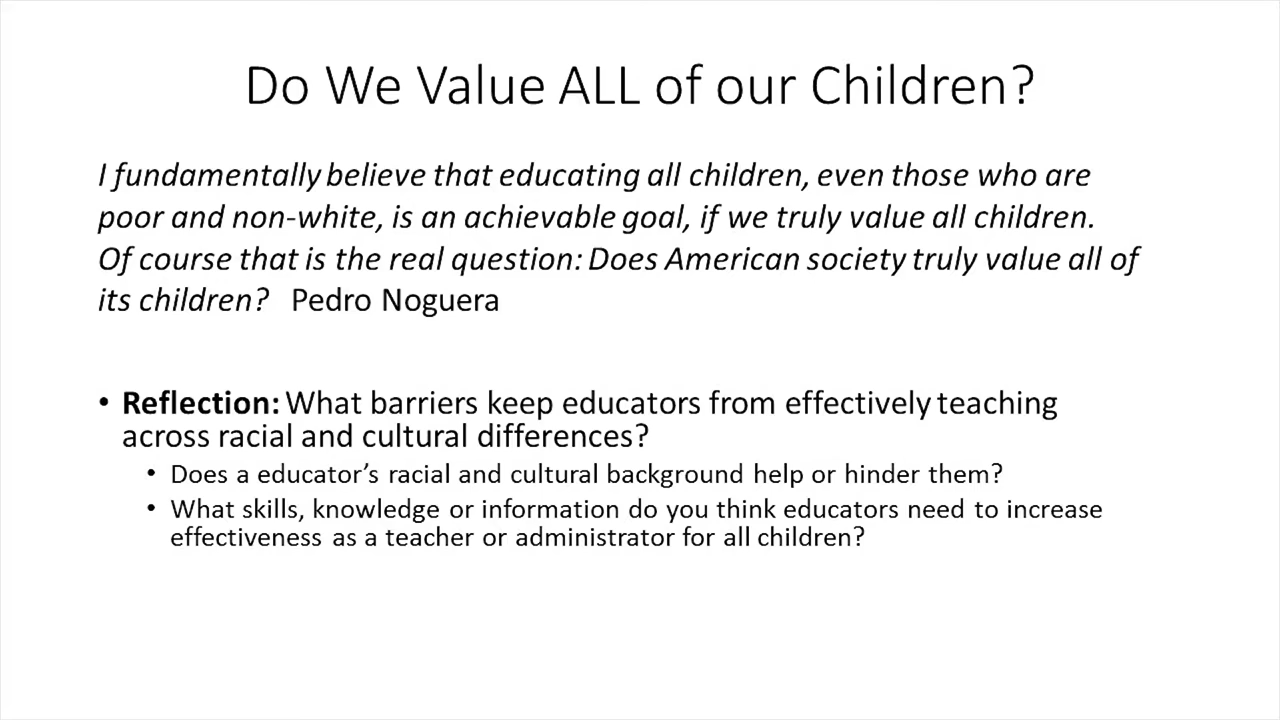 Do We Value ALL of our Children?
I fundamentally believe that educating all children, even those who are
poor and non-white, is an achievable goal, if we truly value all children.
Of course that is the real question: Does American society truly value all of
its children? Pedro Noguera
• Reflection: What barriers keep educators from effectively teaching
across racial and cultural differences?
• Does a educator’s racial and cultural background help or hinder them?
• What skills, knowledge or information do you think educators need to increase
effectiveness as a teacher or administrator for all children?